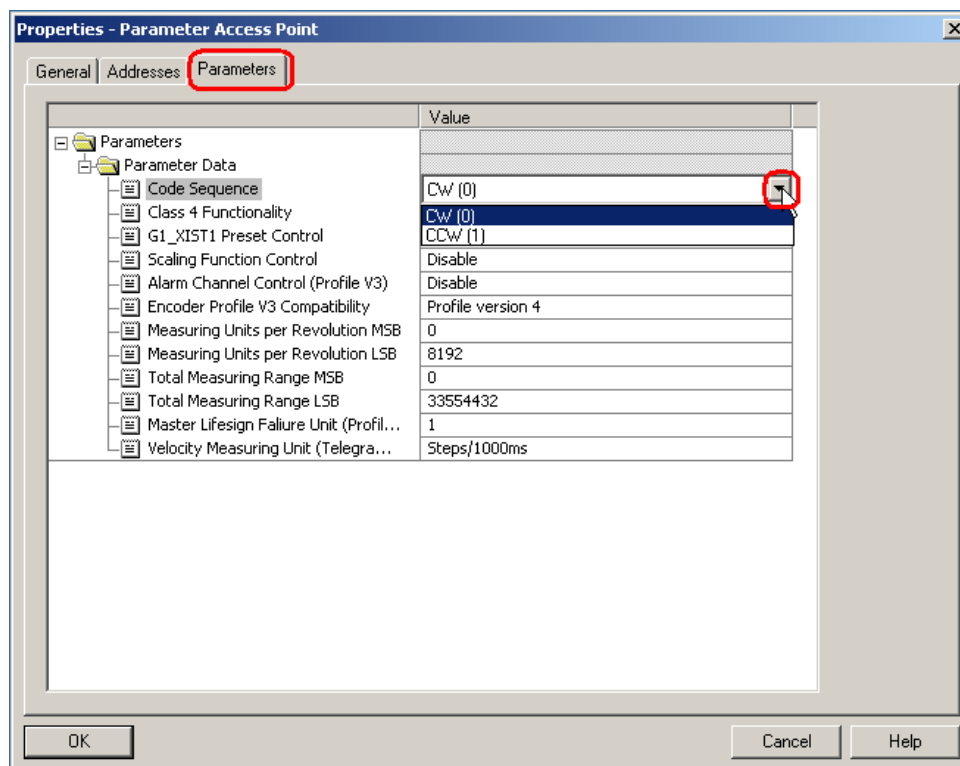 Properties - Parameter Access Point
General Addresses Parameters
Value
Parameters
Parameter Data
Code Sequence CW (0)
Class 4 Functionality CW (0)
G1_XIST1 Preset Control CCW (1)
Scaling Function Control Disable
Alarm Channel Control (Profile V3) Disable
Encoder Profile V3 Compatibility Profile version 4
Measuring Units per Revolution MSB 0
Measuring Units per Revolution LSB 8192
Total Measuring Range MSB 0
Total Measuring Range LSB 33554432
Master Lifesign Faliure Unit (Profil... 1
Velocity Measuring Unit (Telegra... Steps/1000ms
OK Cancel Help